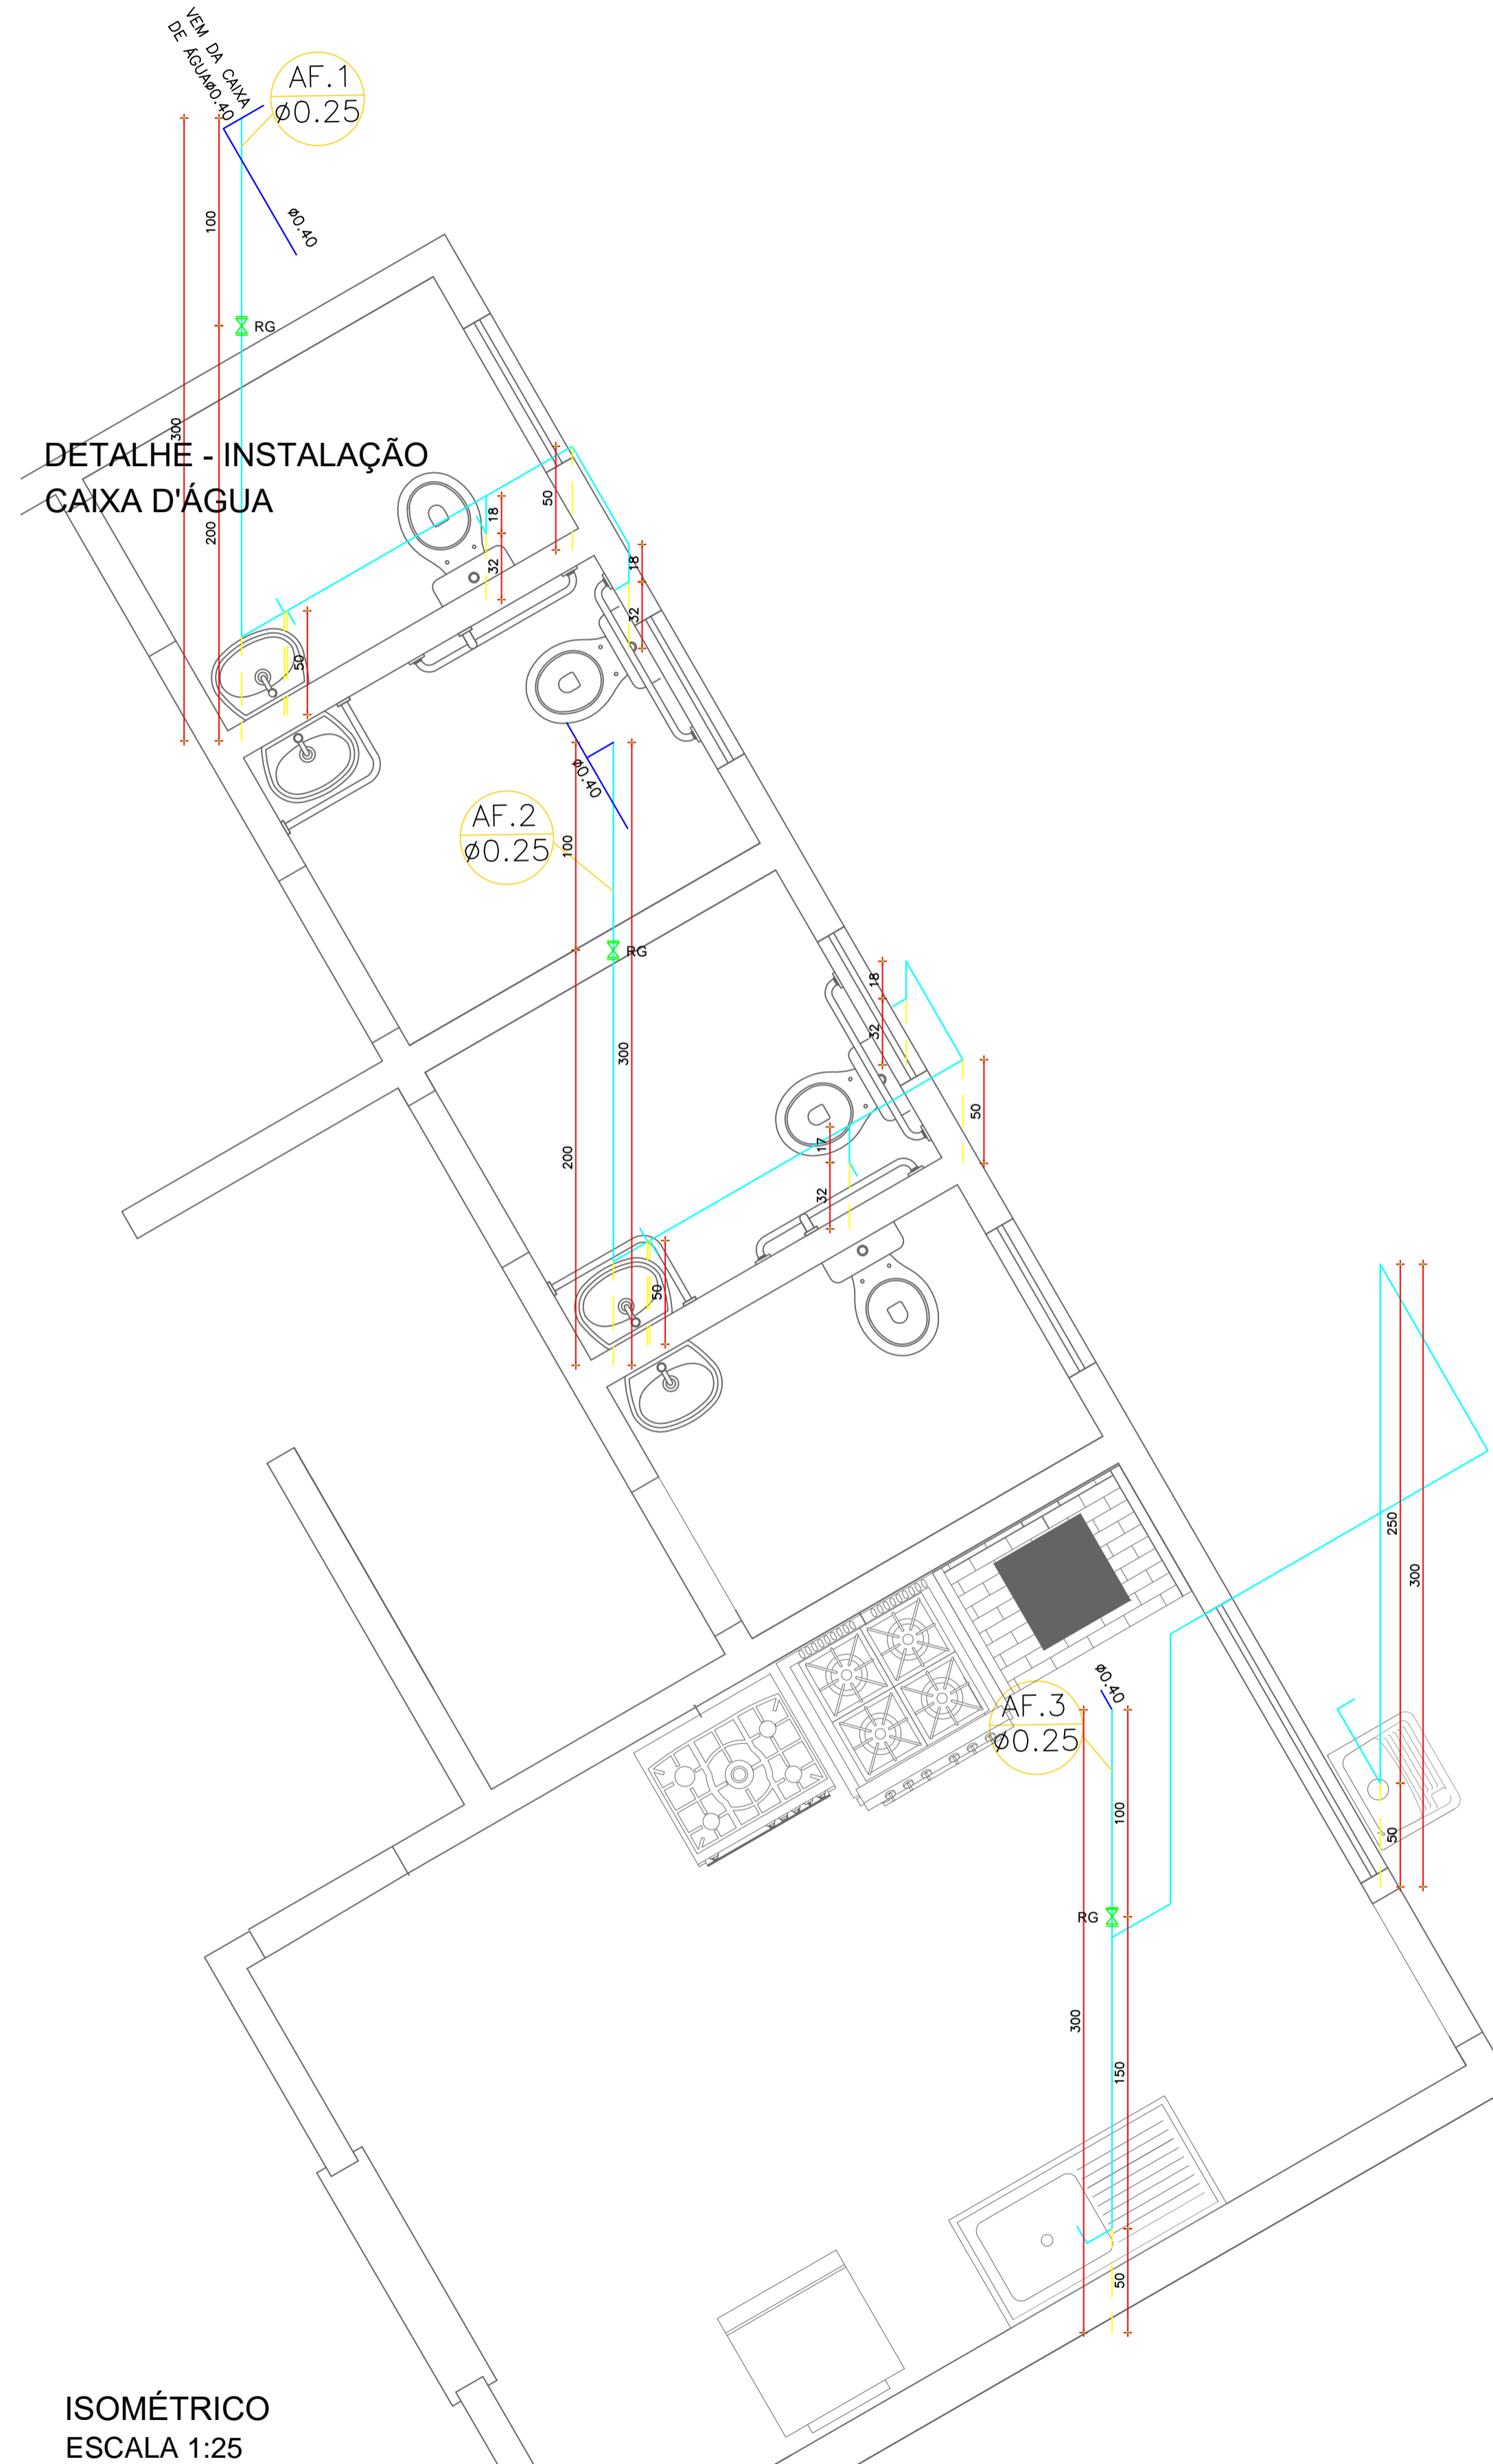 VEM DA CAIXA
DE ÁGUAø0.40
AF.1
ø0.25
ø0.40
100
RG
300
DETALHE - INSTALAÇÃO
CAIXA D'ÁGUA
200
50
18
32
18
32
50
ø0.40
AF.2
ø0.25
100
RG
300
200
18
32
50
17
32
50
250
300
50
ø0.40
AF.3
ø0.25
100
RG
300
150
50
ISOMÉTRICO
ESCALA 1:25